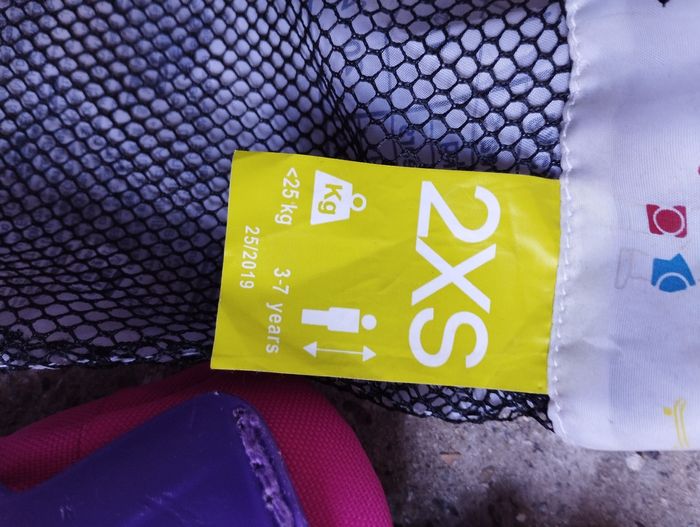 2XS
Kg
<25 kg
3-7 years
25/2019